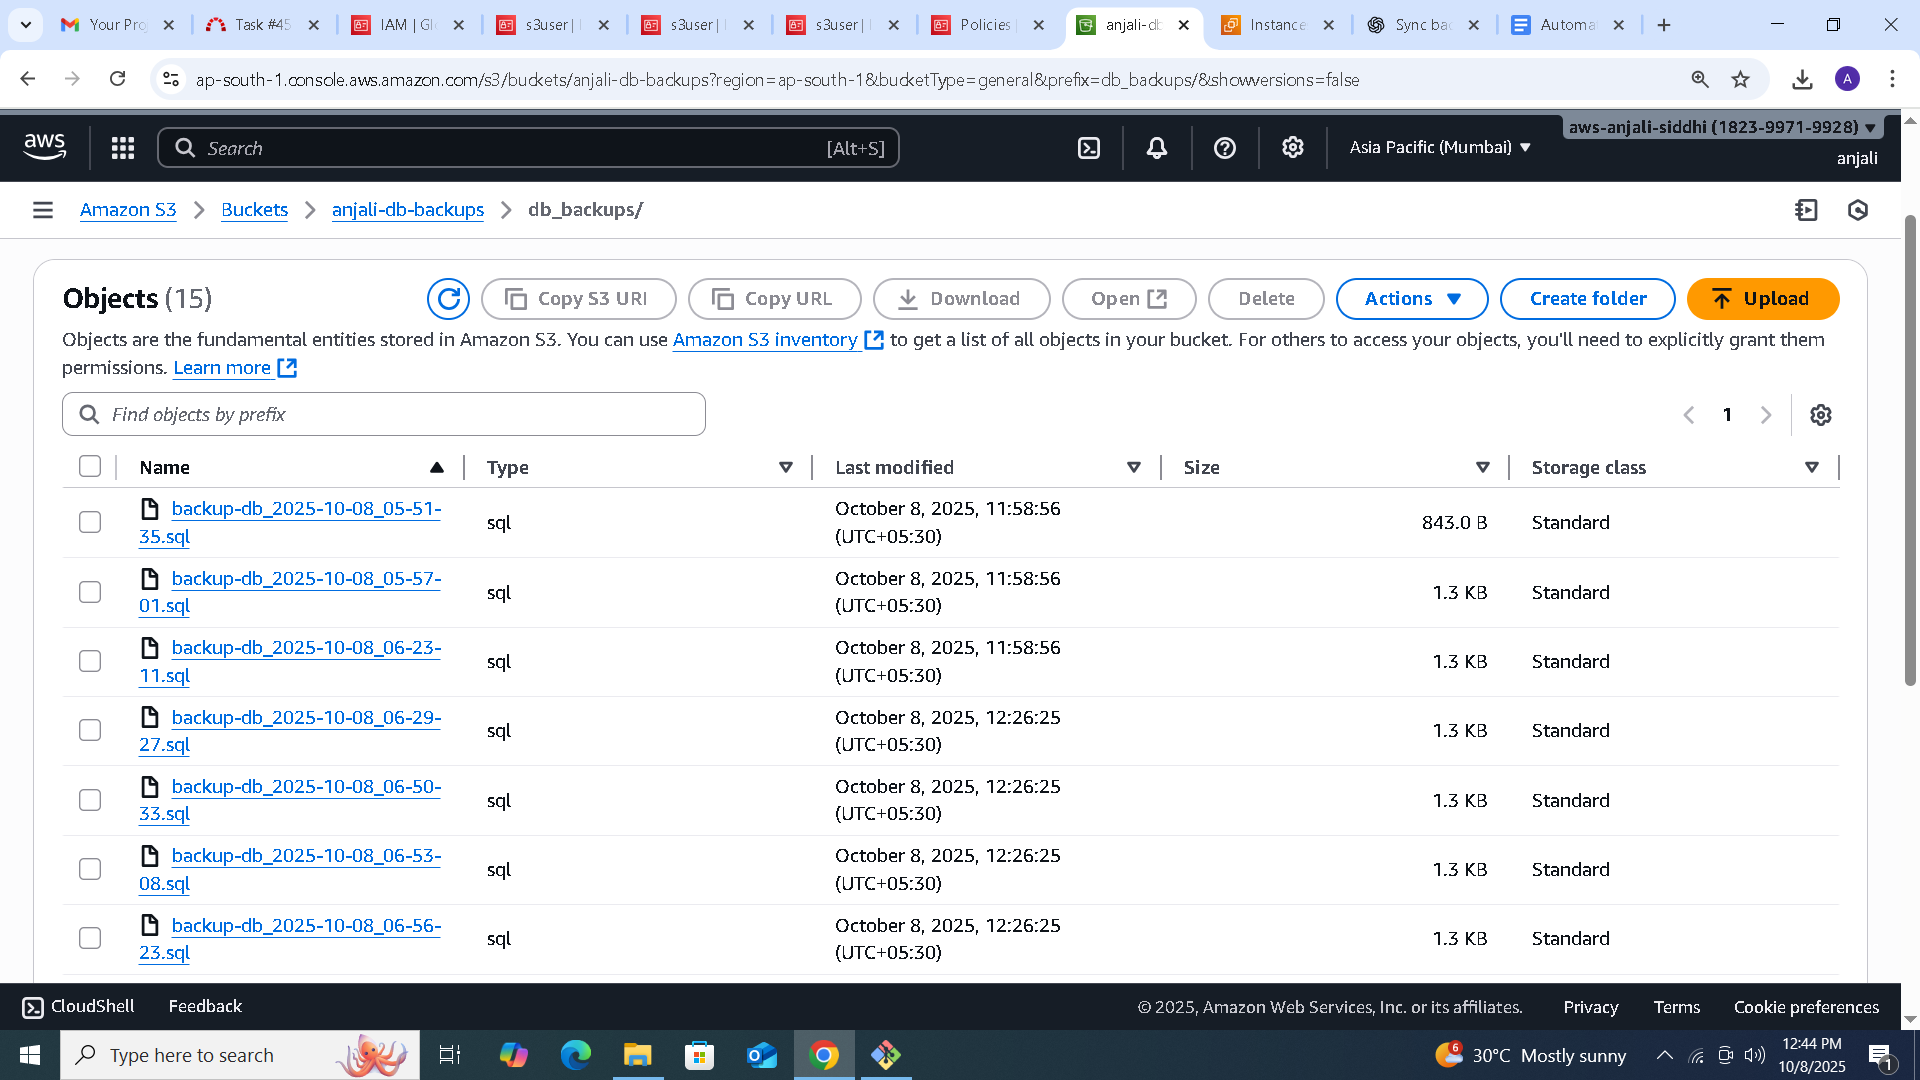 Your Pro
Task #45
IAM | Gl
s3user |
s3user |
s3user |
Policies |
anjali-db
Instance
Sync bac
Automa
ap-south-1.console.aws.amazon.com/s3/buckets/anjali-db-backups?region=ap-south-1&bucketType=general&prefix=db_backups/&showversions=false
A
aws
Search
[Alt+S]
Asia Pacific (Mumbai) ▼
aws-anjali-siddhi (1823-9971-9928) ▼
anjali
Amazon S3
Buckets
anjali-db-backups
db_backups/
Objects (15)
Copy S3 URI
Copy URL
Download
Open
Delete
Actions ▼
Create folder
Upload
Objects are the fundamental entities stored in Amazon S3. You can use Amazon S3 inventory to get a list of all objects in your bucket. For others to access your objects, you'll need to explicitly grant them
permissions. Learn more
Find objects by prefix
1
Name
Type
Last modified
Size
Storage class
backup-db_2025-10-08_05-51-
35.sql
sql
October 8, 2025, 11:58:56
(UTC+05:30)
843.0 B
Standard
backup-db_2025-10-08_05-57-
01.sql
sql
October 8, 2025, 11:58:56
(UTC+05:30)
1.3 KB
Standard
backup-db_2025-10-08_06-23-
11.sql
sql
October 8, 2025, 11:58:56
(UTC+05:30)
1.3 KB
Standard
backup-db_2025-10-08_06-29-
27.sql
sql
October 8, 2025, 12:26:25
(UTC+05:30)
1.3 KB
Standard
backup-db_2025-10-08_06-50-
33.sql
sql
October 8, 2025, 12:26:25
(UTC+05:30)
1.3 KB
Standard
backup-db_2025-10-08_06-53-
08.sql
sql
October 8, 2025, 12:26:25
(UTC+05:30)
1.3 KB
Standard
backup-db_2025-10-08_06-56-
23.sql
sql
October 8, 2025, 12:26:25
(UTC+05:30)
1.3 KB
Standard
CloudShell
Feedback
© 2025, Amazon Web Services, Inc. or its affiliates.
Privacy
Terms
Cookie preferences
Type here to search
6
30°C Mostly sunny
12:44 PM
10/8/2025
1